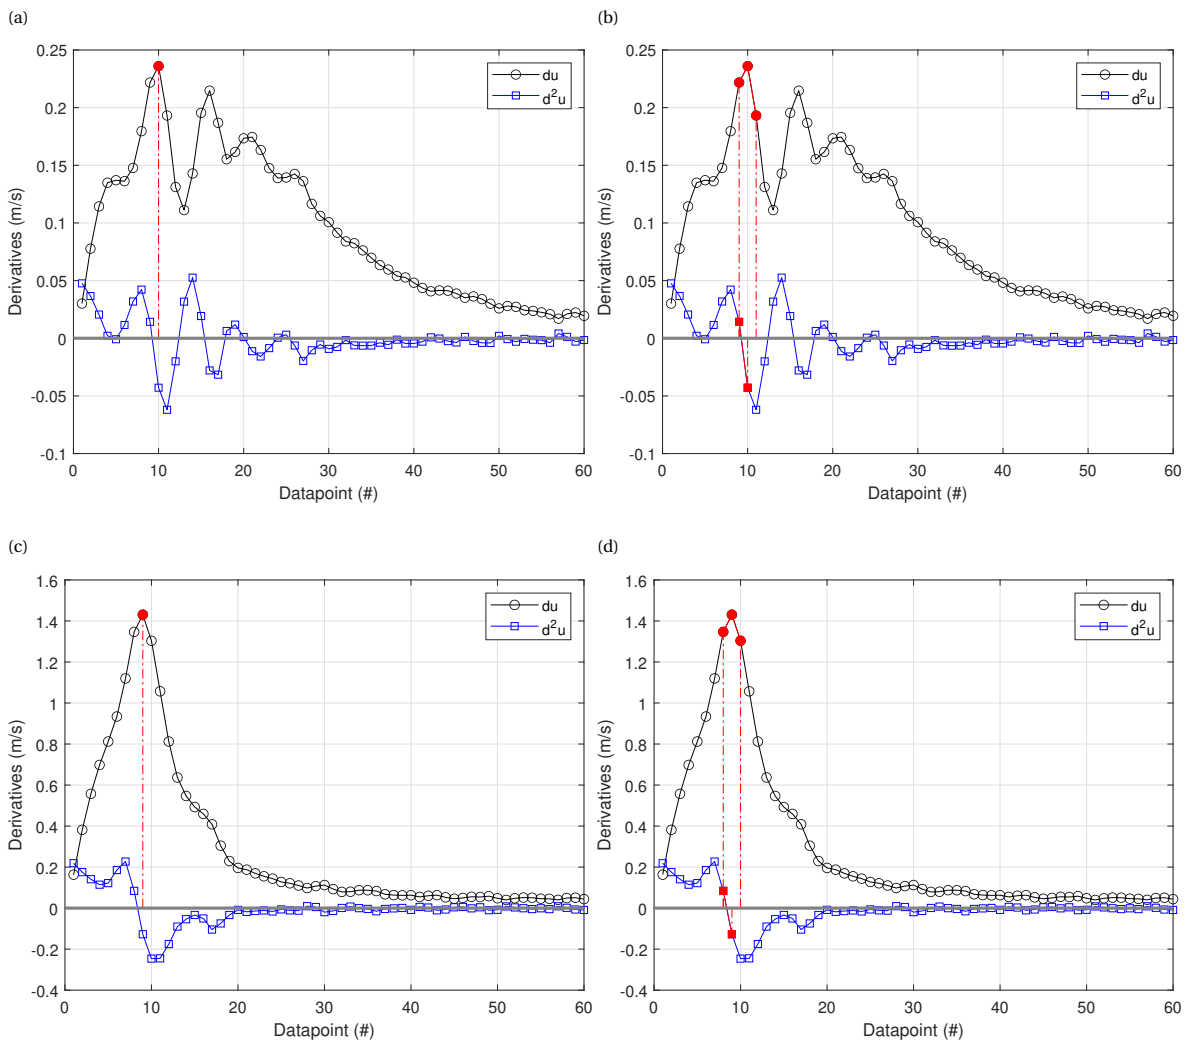 (a)
(b)
0.25
0.2
0.15
0.1
0.05
0
-0.05
-0.1
Derivatives (m/s)
0 10 20 30 40 50 60
Datapoint (#)
du
d²u
0.25
0.2
0.15
0.1
0.05
0
-0.05
-0.1
Derivatives (m/s)
0 10 20 30 40 50 60
Datapoint (#)
du
d²u
(c)
(d)
1.6
1.4
1.2
1
0.8
0.6
0.4
0.2
0
-0.2
-0.4
Derivatives (m/s)
0 10 20 30 40 50 60
Datapoint (#)
du
d²u
1.6
1.4
1.2
1
0.8
0.6
0.4
0.2
0
-0.2
-0.4
Derivatives (m/s)
0 10 20 30 40 50 60
Datapoint (#)
du
d²u